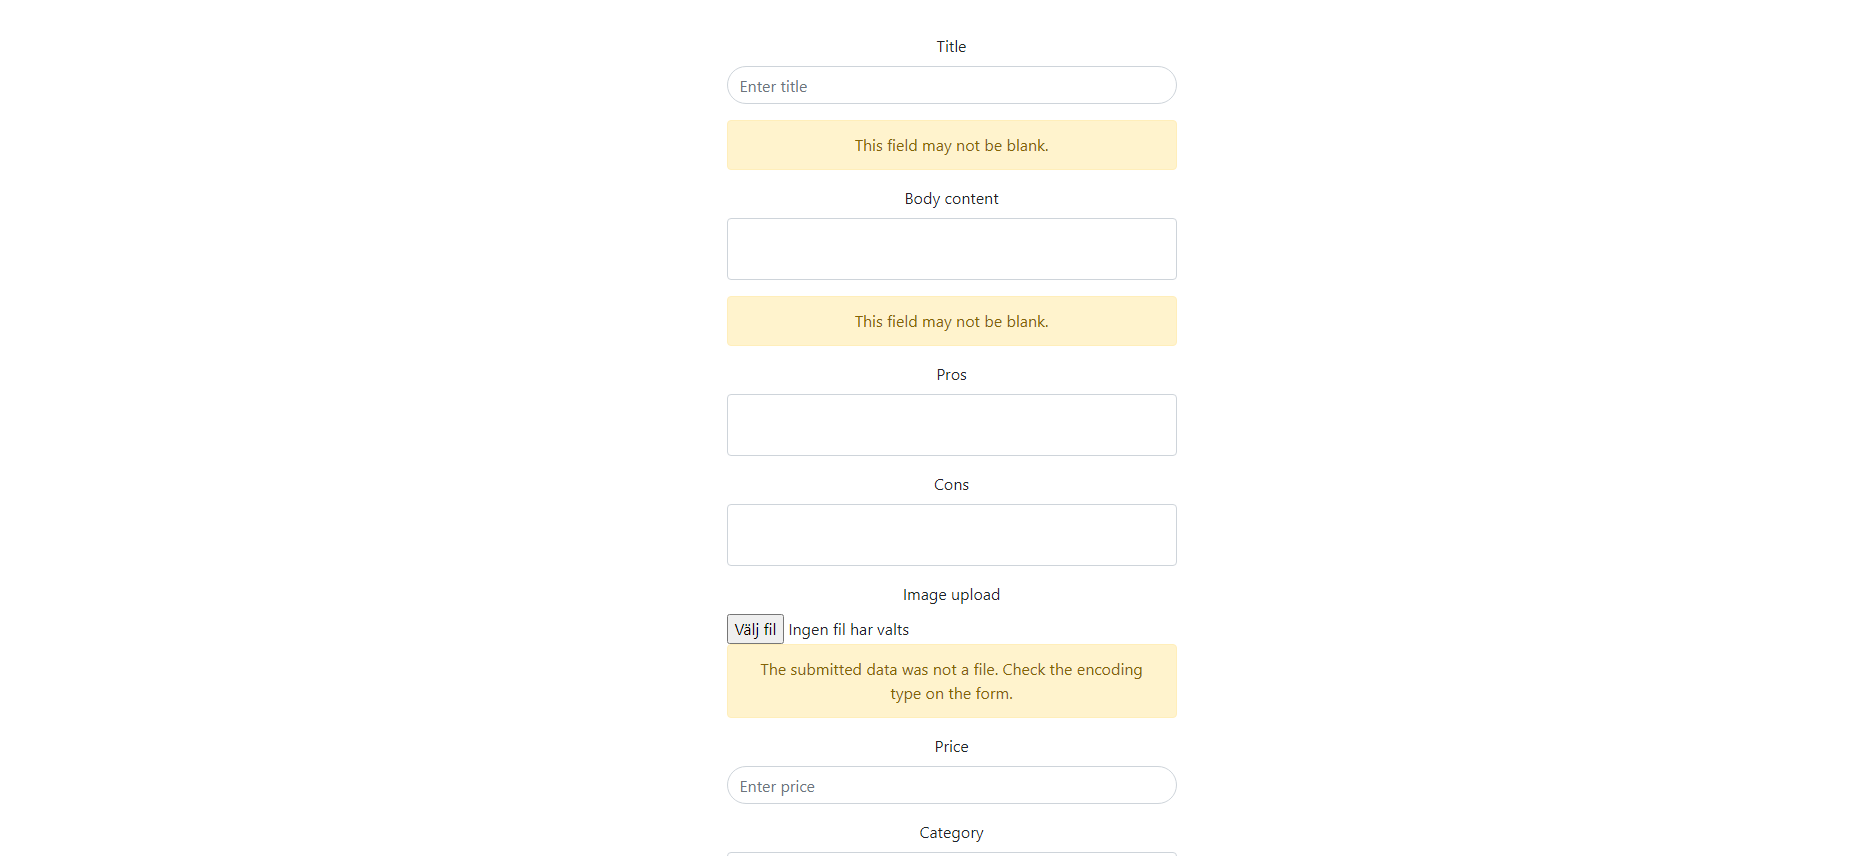 Title
Enter title
This field may not be blank.
Body content
This field may not be blank.
Pros
Cons
Image upload
Välj fil Ingen fil har valts
The submitted data was not a file. Check the encoding
type on the form.
Price
Enter price
Category